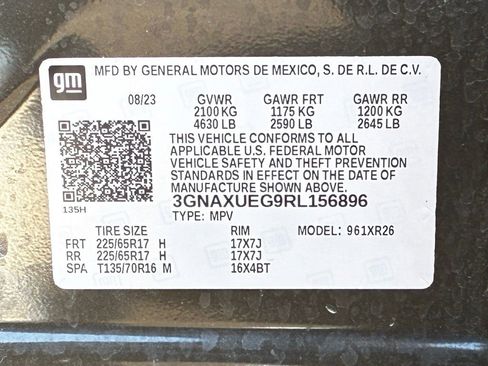 gm
MFD BY GENERAL MOTORS DE MEXICO, S. DE R.L. DE C.V.
08/23 GVWR GAWR FRT GAWR RR
2100 KG 1175 KG 1200 KG
4630 LB 2590 LB 2645 LB
THIS VEHICLE CONFORMS TO ALL
APPLICABLE U.S. FEDERAL MOTOR
VEHICLE SAFETY AND THEFT PREVENTION
STANDARDS IN EFFECT ON THE DATE OF
MANUFACTURE SHOWN ABOVE.
135H
3GNAXUEG9RL156896
TYPE: MPV
TIRE SIZE RIM MODEL: 961XR26
FRT 225/65R17 H 17X7J
RR 225/65R17 H 17X7J
SPA T135/70R16 M 16X4BT